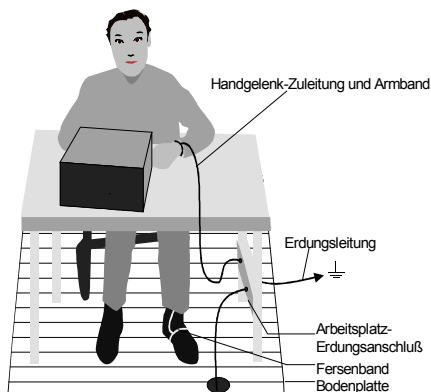 Handgelenk-Zuleitung und Armband
Erdungsleitung
Arbeitsplatz-
Erdungsanschluß
Fersenband
Bodenplatte